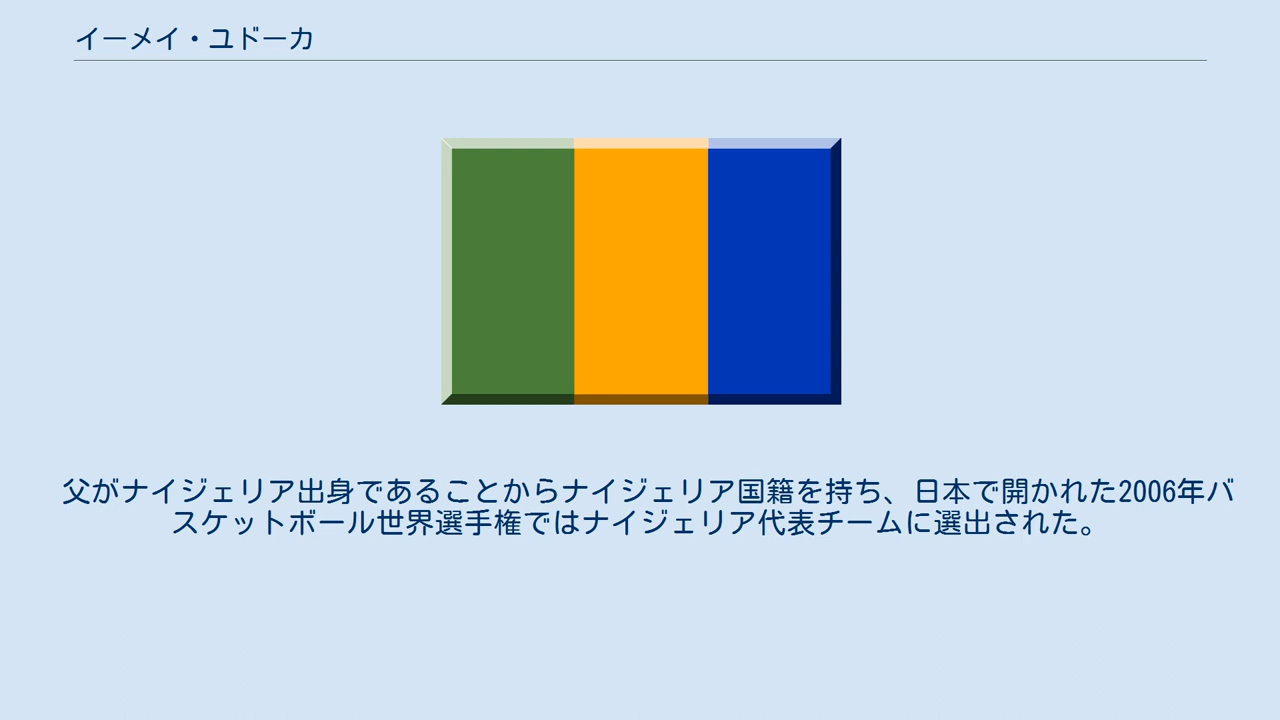 イーメイ・ユドーカ
父がナイジェリア出身であることからナイジェリア国籍を持ち、日本で開かれた2006年バ
スケットボール世界選手権ではナイジェリア代表チームに選出された。